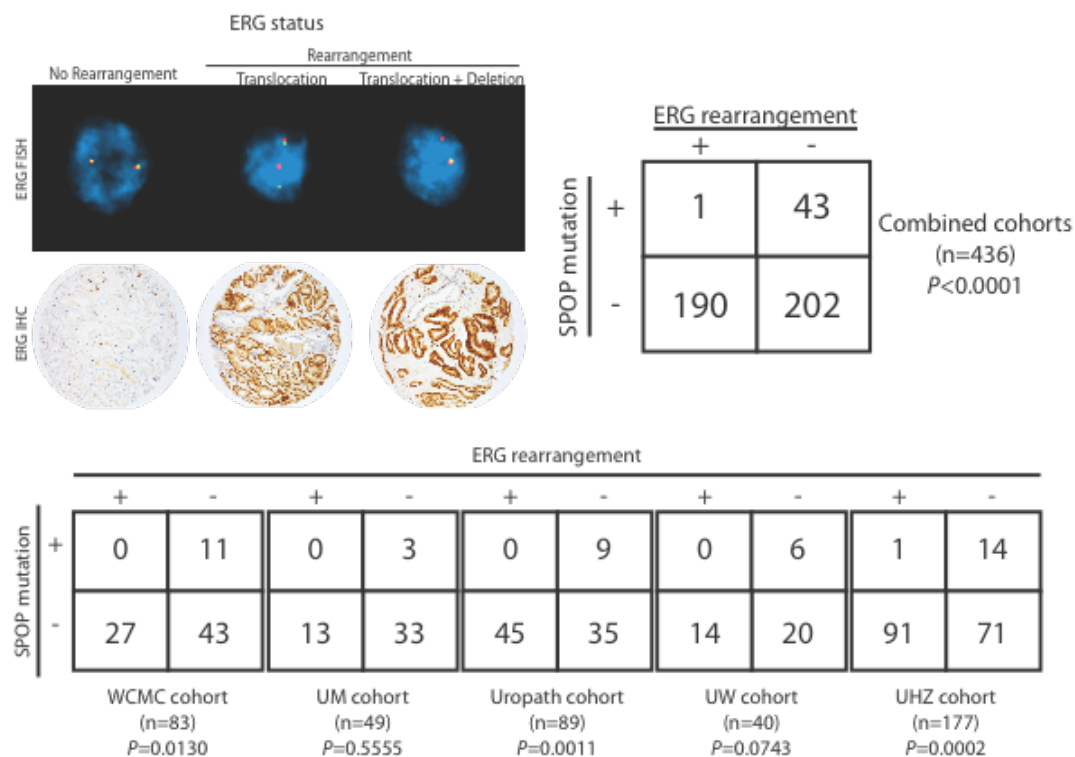 ERG status
Rearrangement
No Rearrangement Translocation Translocation + Deletion
ERG FISH
ERG IHC
ERG rearrangement
+ -
SPOP mutation
+ 1 43
- 190 202
Combined cohorts
(n=436)
P<0.0001
ERG rearrangement
+ - + - + - + - + -
SPOP mutation
+ 0 11 0 3 0 9 0 6 1 14
- 27 43 13 33 45 35 14 20 91 71
WCMC cohort UM cohort Uropath cohort UW cohort UHZ cohort
(n=83) (n=49) (n=89) (n=40) (n=177)
P=0.0130 P=0.5555 P=0.0011 P=0.0743 P=0.0002